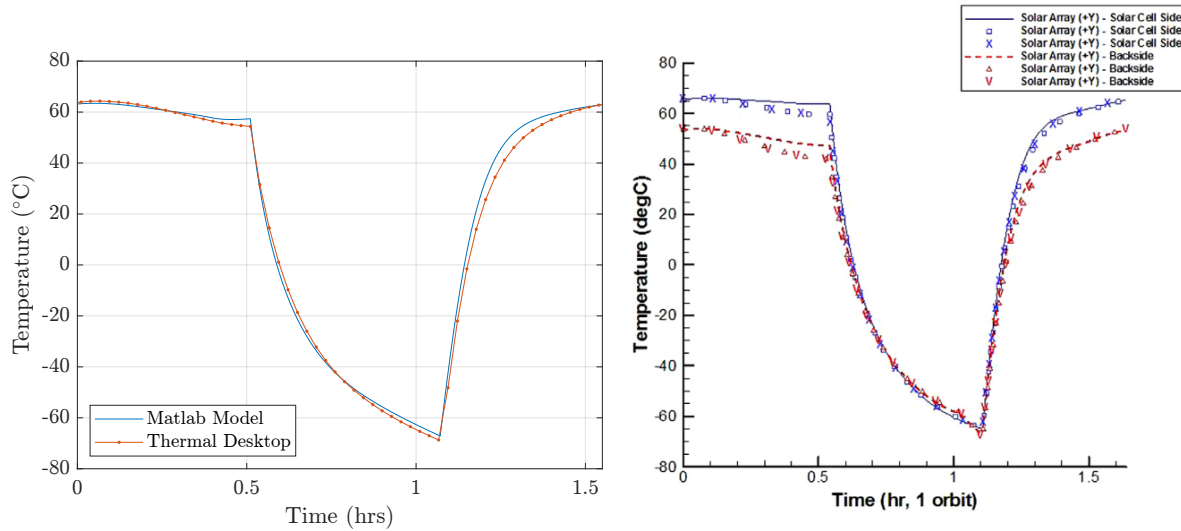 80
60
40
20
0
-20
-40
-60
-80
Temperature (°C)
Matlab Model
Thermal Desktop
0
0.5
1
1.5
Time (hrs)
Solar Array (+Y) - Solar Cell Side
Solar Array (+Y) - Solar Cell Side
Solar Array (+Y) - Solar Cell Side
Solar Array (+Y) - Backside
Solar Array (+Y) - Backside
Solar Array (+Y) - Backside
80
60
40
20
0
-20
-40
-60
-80
Temperature (degC)
0
0.5
1
1.5
Time (hr, 1 orbit)